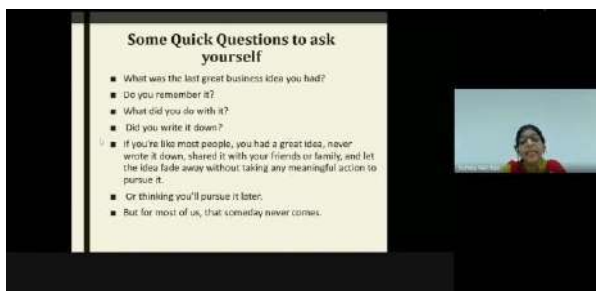 Some Quick Questions to ask
yourself
■ What was the last great business idea you had?
■ Do you remember it?
■ What did you do with it?
■ Did you write it down?
■ If you're like most people, you had a great idea, never
wrote it down, shared it with your friends or family, and let
the idea fade away without taking any meaningful action to
pursue it.
■ Or thinking you'll pursue it later.
■ But for most of us, that someday never comes.